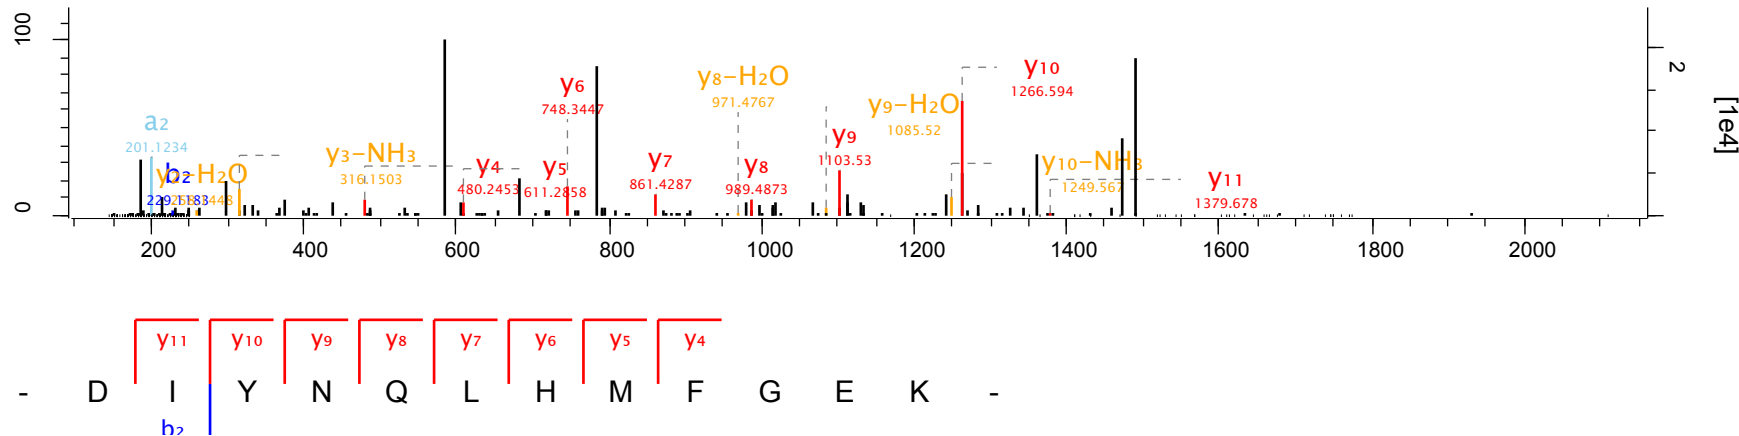 100
0
2
[1e4]
a2
201.1234
b2
229.1183
y2-H2O
y3-NH3
316.1503
y4
480.2453
y5
611.2858
y6
748.3447
y7
861.4287
y8-H2O
971.4767
y8
989.4873
y9
1103.53
y9-H2O
1085.52
y10
1266.594
y10-NH3
1249.567
y11
1379.678
200 400 600 800 1000 1200 1400 1600 1800 2000
y11 y10 y9 y8 y7 y6 y5 y4
- D I Y N Q L H M F G E K -
b2